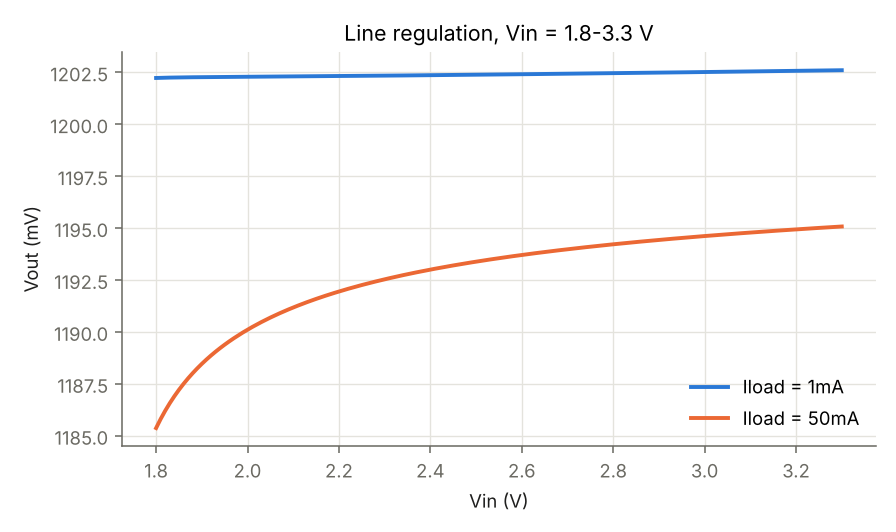 Line regulation, Vin = 1.8-3.3 V
Vout (mV)
1202.5
1200.0
1197.5
1195.0
1192.5
1190.0
1187.5
1185.0
Iload = 1mA
Iload = 50mA
1.8 2.0 2.2 2.4 2.6 2.8 3.0 3.2
Vin (V)